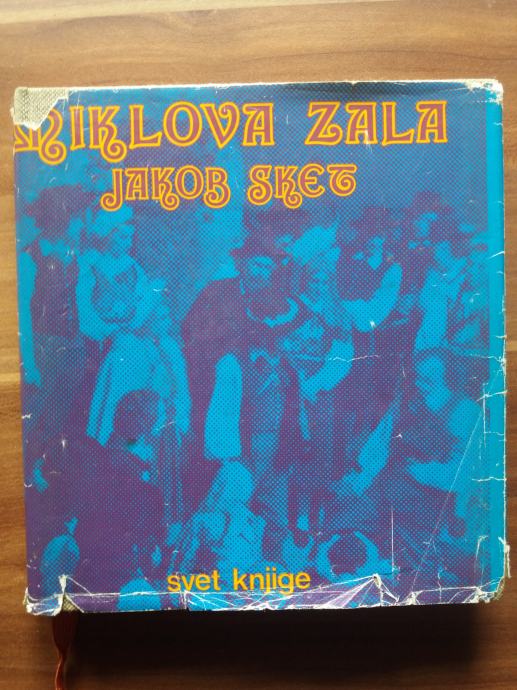 MIKLOVA ZALA
JAKOB SKET
svet knjige